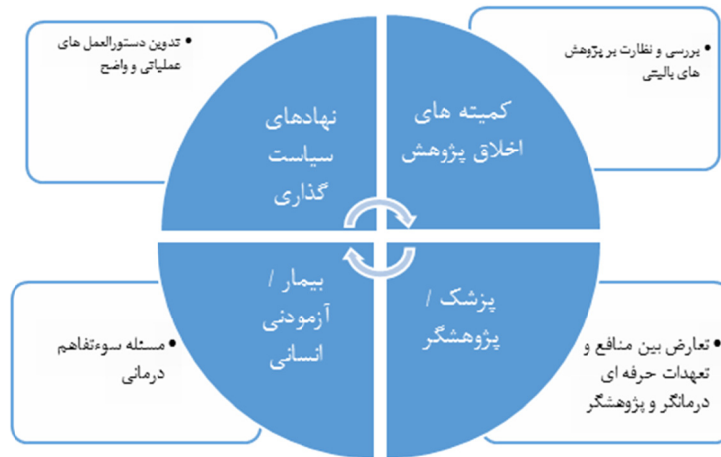 بررسی و نظارت بر پژوهش
های بالینی
کمیته های
اخلاق پژوهش
تدوین دستورالعمل های
عملیاتی و واضح
نهادهای
سیاست
گذاری
پزشک /
پژوهشگر
تعارض بین منافع و
تعهدات حرفه ای
درمانگر و پژوهشگر
بیمار /
آزمودنی
انسانی
مسئله سوءتفاهم
درمانی